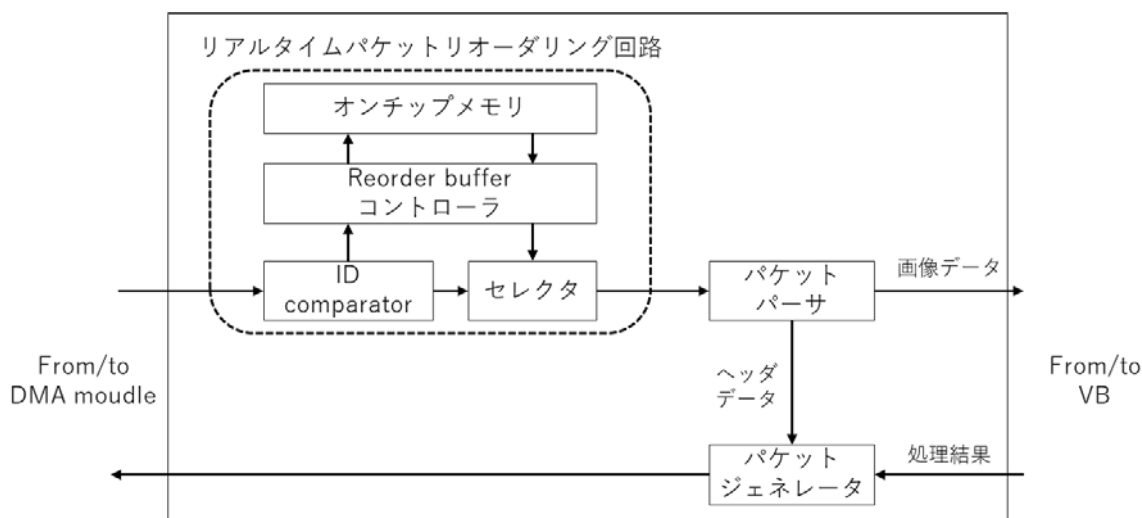 リアルタイムパケットリオーダリング回路
オンチップメモリ
Reorder buffer
コントローラ
ID
comparator
セレクタ
パケット
パーサ
画像データ
From/to
DMA moudle
ヘッダ
データ
From/to
VB
パケット
ジェネレータ
処理結果